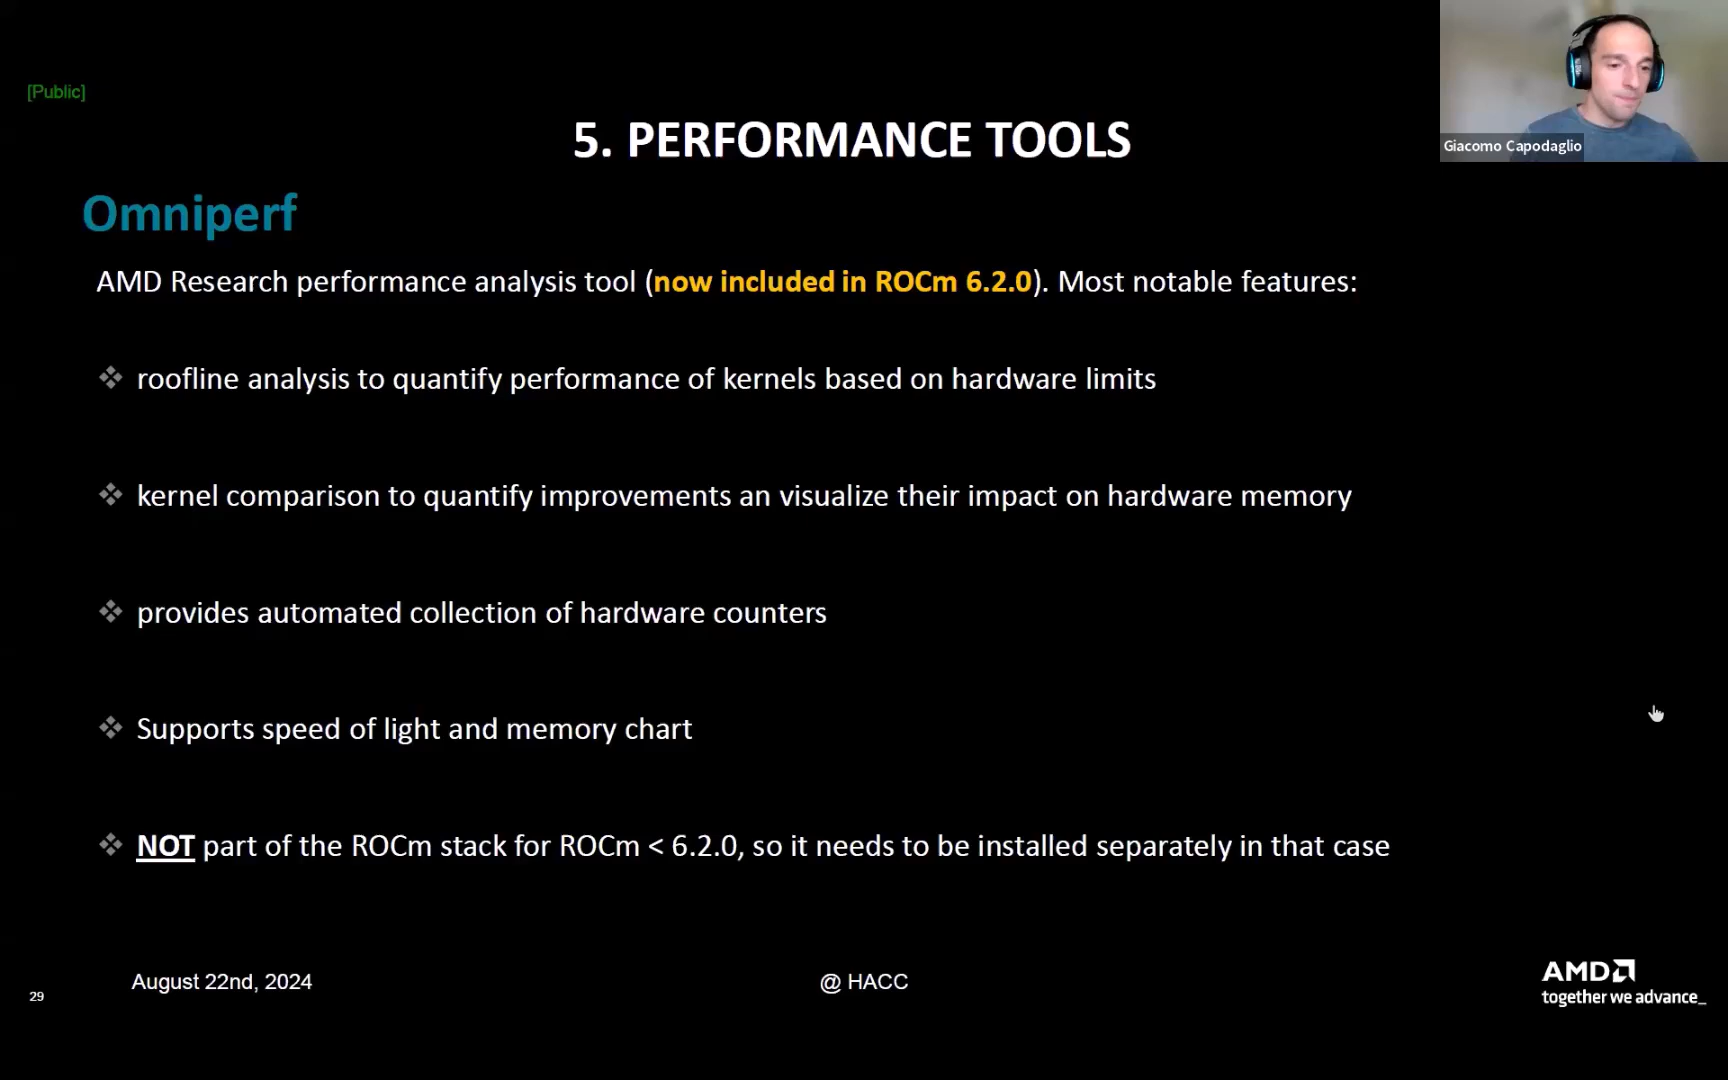 [Public]
Giacomo Capodaglio
5. PERFORMANCE TOOLS
Omniperf
AMD Research performance analysis tool (now included in ROCm 6.2.0). Most notable features:
roofline analysis to quantify performance of kernels based on hardware limits
kernel comparison to quantify improvements an visualize their impact on hardware memory
provides automated collection of hardware counters
Supports speed of light and memory chart
NOT part of the ROCm stack for ROCm < 6.2.0, so it needs to be installed separately in that case
29
August 22nd, 2024
@ HACC
AMD
together we advance_